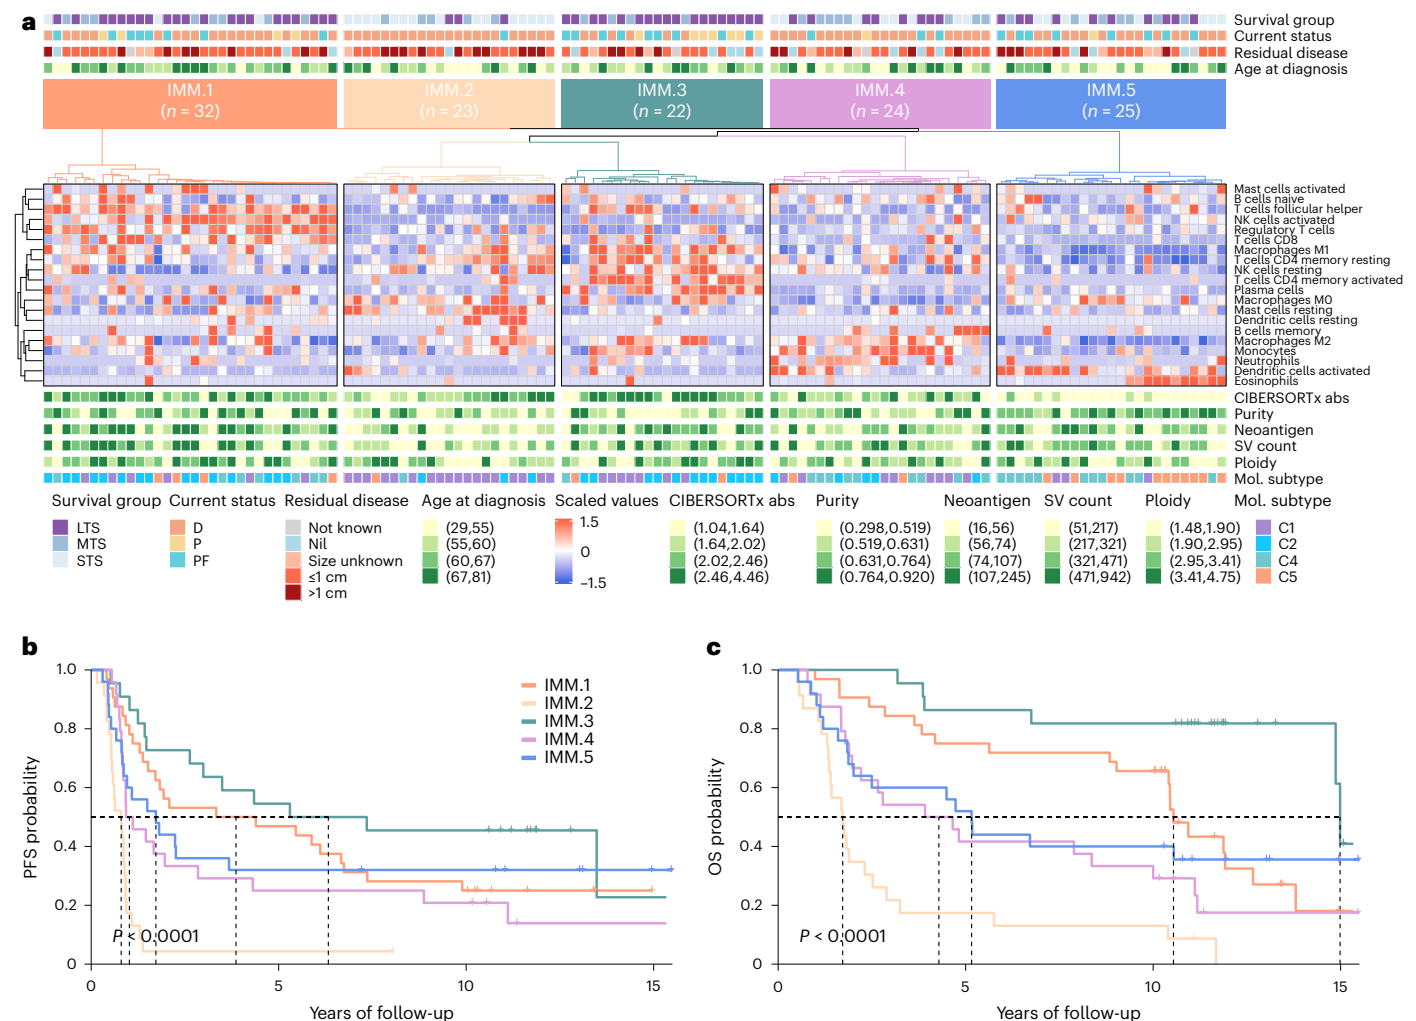 a
Survival group
Current status
Residual disease
Age at diagnosis
IMM.1
(n = 32)
IMM.2
(n = 23)
IMM.3
(n = 22)
IMM.4
(n = 24)
IMM.5
(n = 25)
Mast cells activated
B cells naive
T cells follicular helper
NK cells activated
Regulatory T cells
T cells CD8
Macrophages M1
T cells CD4 memory resting
NK cells resting
T cells CD4 memory activated
Plasma cells
Macrophages M0
Mast cells resting
Dendritic cells resting
B cells memory
Macrophages M2
Monocytes
Neutrophils
Dendritic cells activated
Eosinophils
CIBERSORTx abs
Purity
Neoantigen
SV count
Ploidy
Mol. subtype
Survival group
LTS
MTS
STS
Current status
D
P
PF
Residual disease
Not known
Nil
Size unknown
≤1 cm
>1 cm
Age at diagnosis
(29,55)
(55,60)
(60,67)
(67,81)
Scaled values
1.5
0
−1.5
CIBERSORTx abs
(1.04,1.64)
(1.64,2.02)
(2.02,2.46)
(2.46,4.46)
Purity
(0.298,0.519)
(0.519,0.631)
(0.631,0.764)
(0.764,0.920)
Neoantigen
(16,56)
(56,74)
(74,107)
(107,245)
SV count
(51,217)
(217,321)
(321,471)
(471,942)
Ploidy
(1.48,1.90)
(1.90,2.95)
(2.95,3.41)
(3.41,4.75)
Mol. subtype
C1
C2
C4
C5
b
PFS probability
1.0
0.8
0.6
0.4
0.2
0
IMM.1
IMM.2
IMM.3
IMM.4
IMM.5
P < 0.0001
0
5
10
15
Years of follow-up
c
OS probability
1.0
0.8
0.6
0.4
0.2
0
P < 0.0001
0
5
10
15
Years of follow-up